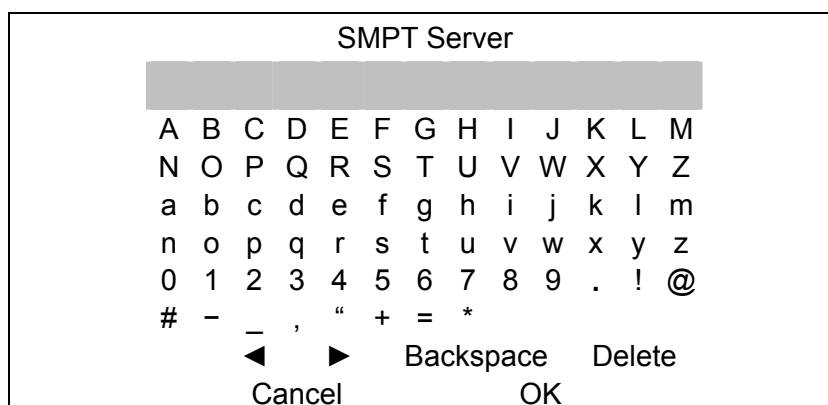 SMPT Server
A B C D E F G H I J K L M
N O P Q R S T U V W X Y Z
a b c d e f g h i j k l m
n o p q r s t u v w x y z
0 1 2 3 4 5 6 7 8 9 . ! @
# − _ , “ + = *
◄ ► Backspace Delete
Cancel OK